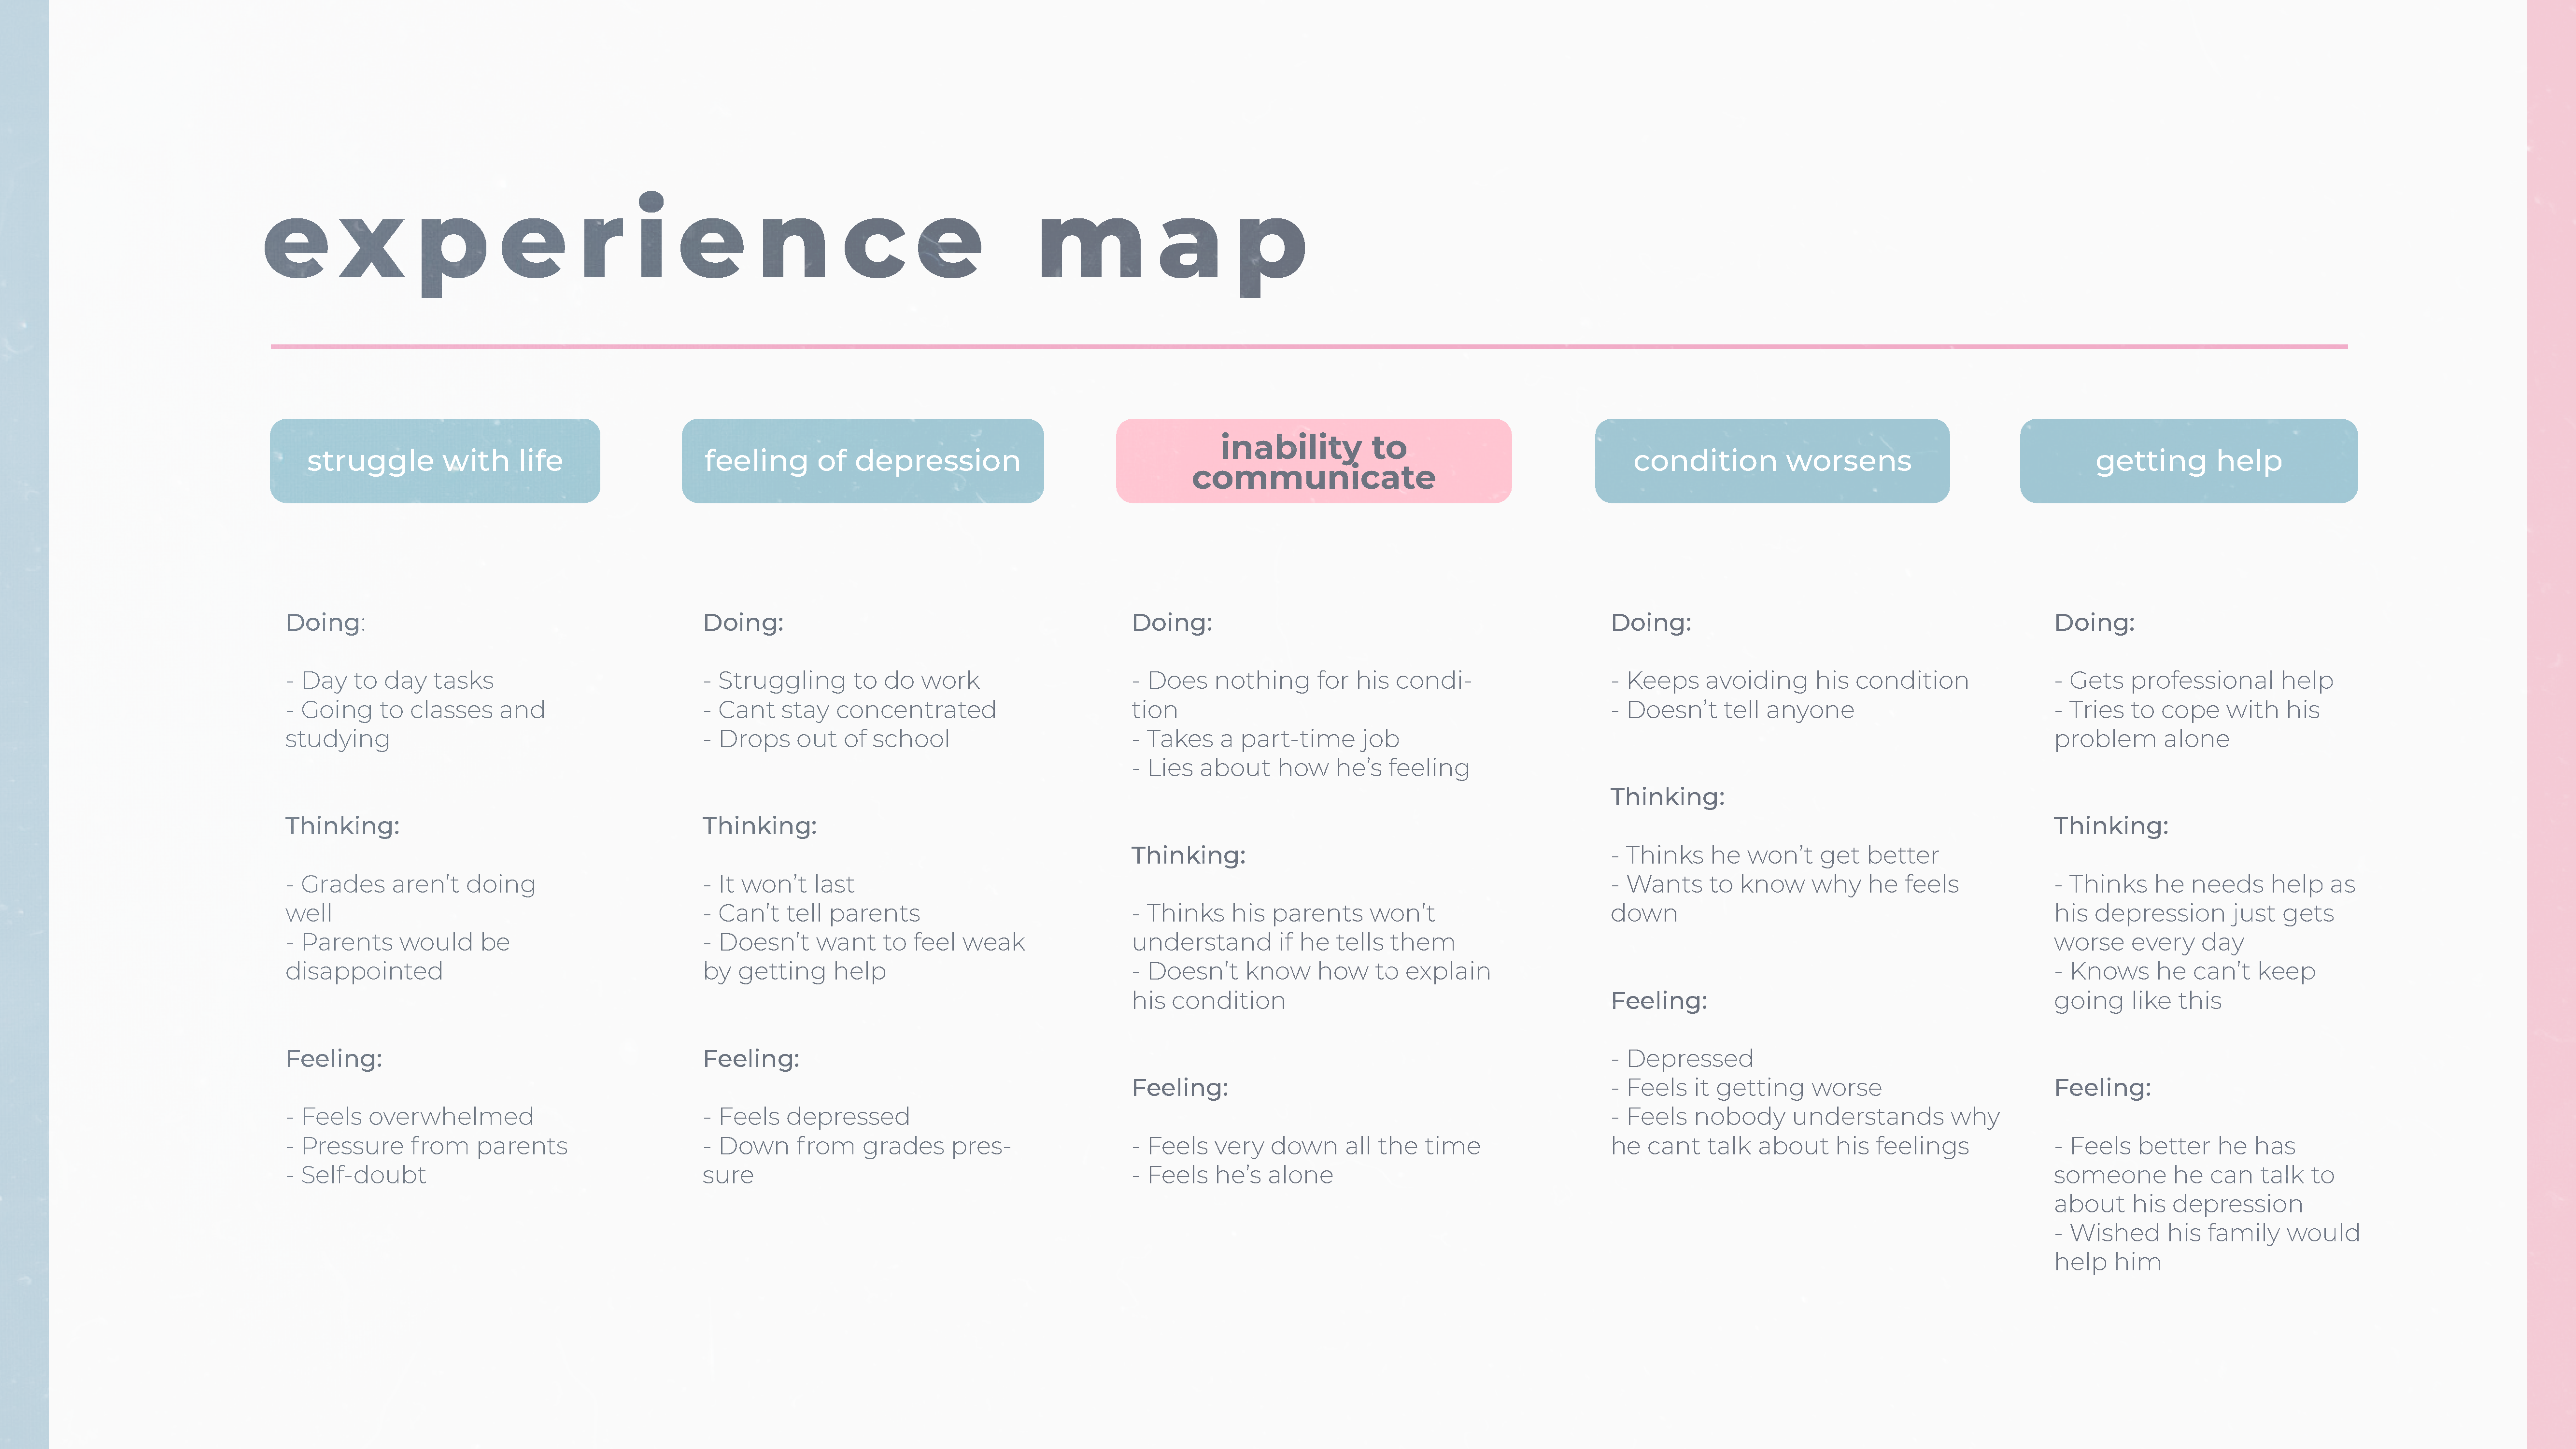 experience map
struggle with life
feeling of depression
inability to
communicate
condition worsens
getting help
Doing:
- Day to day tasks
- Going to classes and
studying
Thinking:
- Grades aren’t doing
well
- Parents would be
disappointed
Feeling:
- Feels overwhelmed
- Pressure from parents
- Self-doubt
Doing:
- Struggling to do work
- Cant stay concentrated
- Drops out of school
Thinking:
- It won’t last
- Can’t tell parents
- Doesn’t want to feel weak
by getting help
Feeling:
- Feels depressed
- Down from grades pres-
sure
Doing:
- Does nothing for his condi-
tion
- Takes a part-time job
- Lies about how he’s feeling
Thinking:
- Thinks his parents won’t
understand if he tells them
- Doesn’t know how to explain
his condition
Feeling:
- Feels very down all the time
- Feels he’s alone
Doing:
- Keeps avoiding his condition
- Doesn’t tell anyone
Thinking:
- Thinks he won’t get better
- Wants to know why he feels
down
Feeling:
- Depressed
- Feels it getting worse
- Feels nobody understands why
he cant talk about his feelings
Doing:
- Gets professional help
- Tries to cope with his
problem alone
Thinking:
- Thinks he needs help as
his depression just gets
worse every day
- Knows he can’t keep
going like this
Feeling:
- Feels better he has
someone he can talk to
about his depression
- Wished his family would
help him